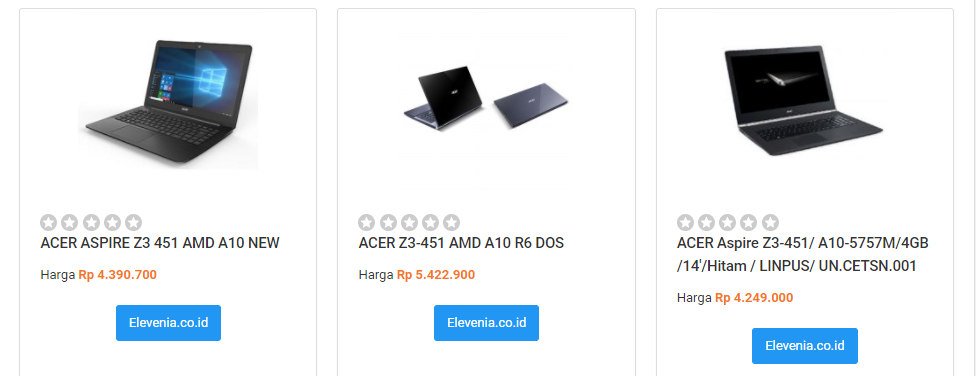 ACER ASPIRE Z3 451 AMD A10 NEW
Harga Rp 4.390.700
Elevenia.co.id
ACER Z3-451 AMD A10 R6 DOS
Harga Rp 5.422.900
Elevenia.co.id
ACER Aspire Z3-451/ A10-5757M/4GB
/14'/Hitam / LINPUS/ UN.CETSN.001
Harga Rp 4.249.000
Elevenia.co.id